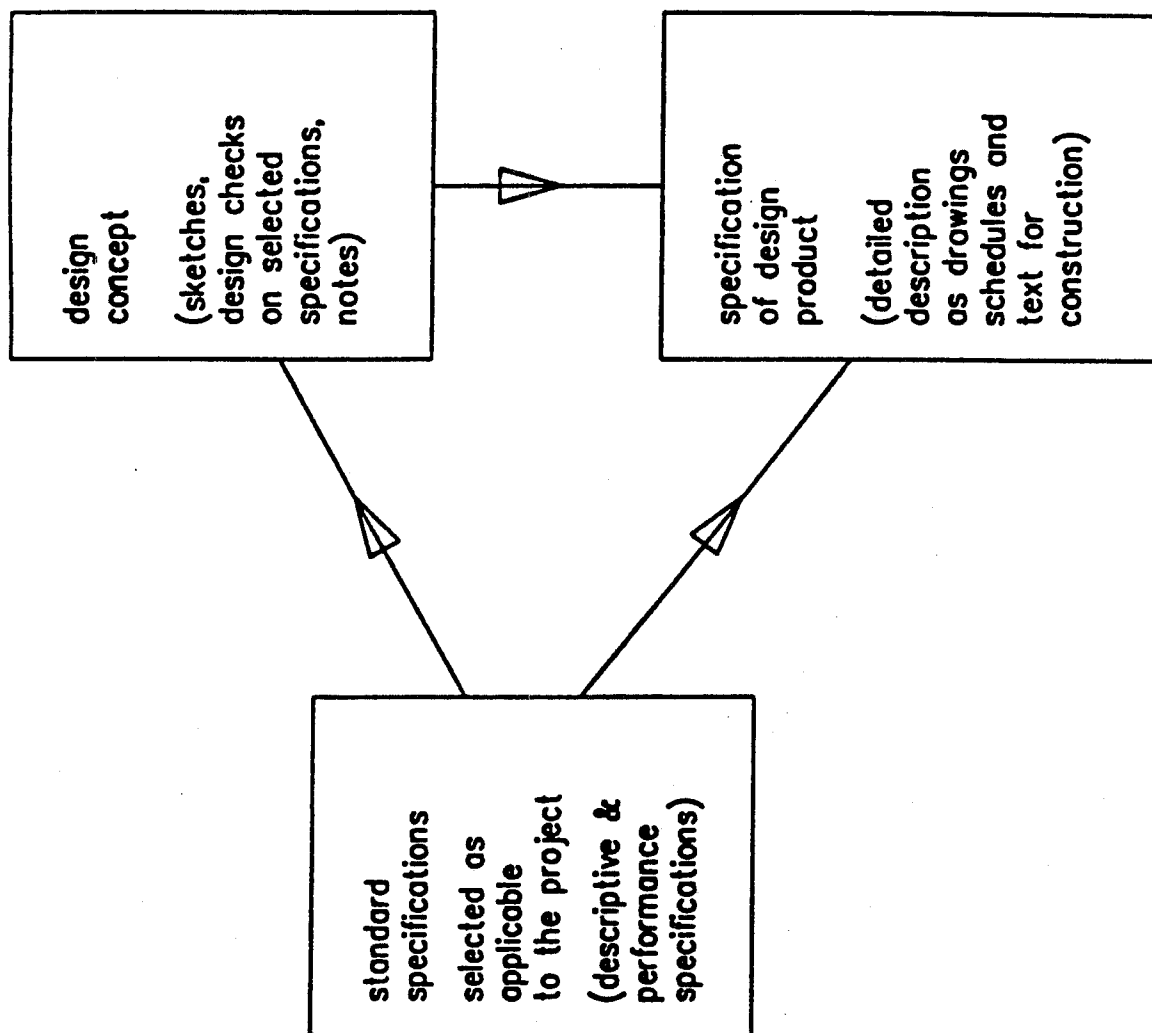 design
concept
(sketches,
design checks
on selected
specifications,
notes)
specification
of design
product
(detailed
description
as drawings
schedules and
text for
construction)
standard
specifications
selected as
applicable
to the project
(descriptive &
performance
specifications)